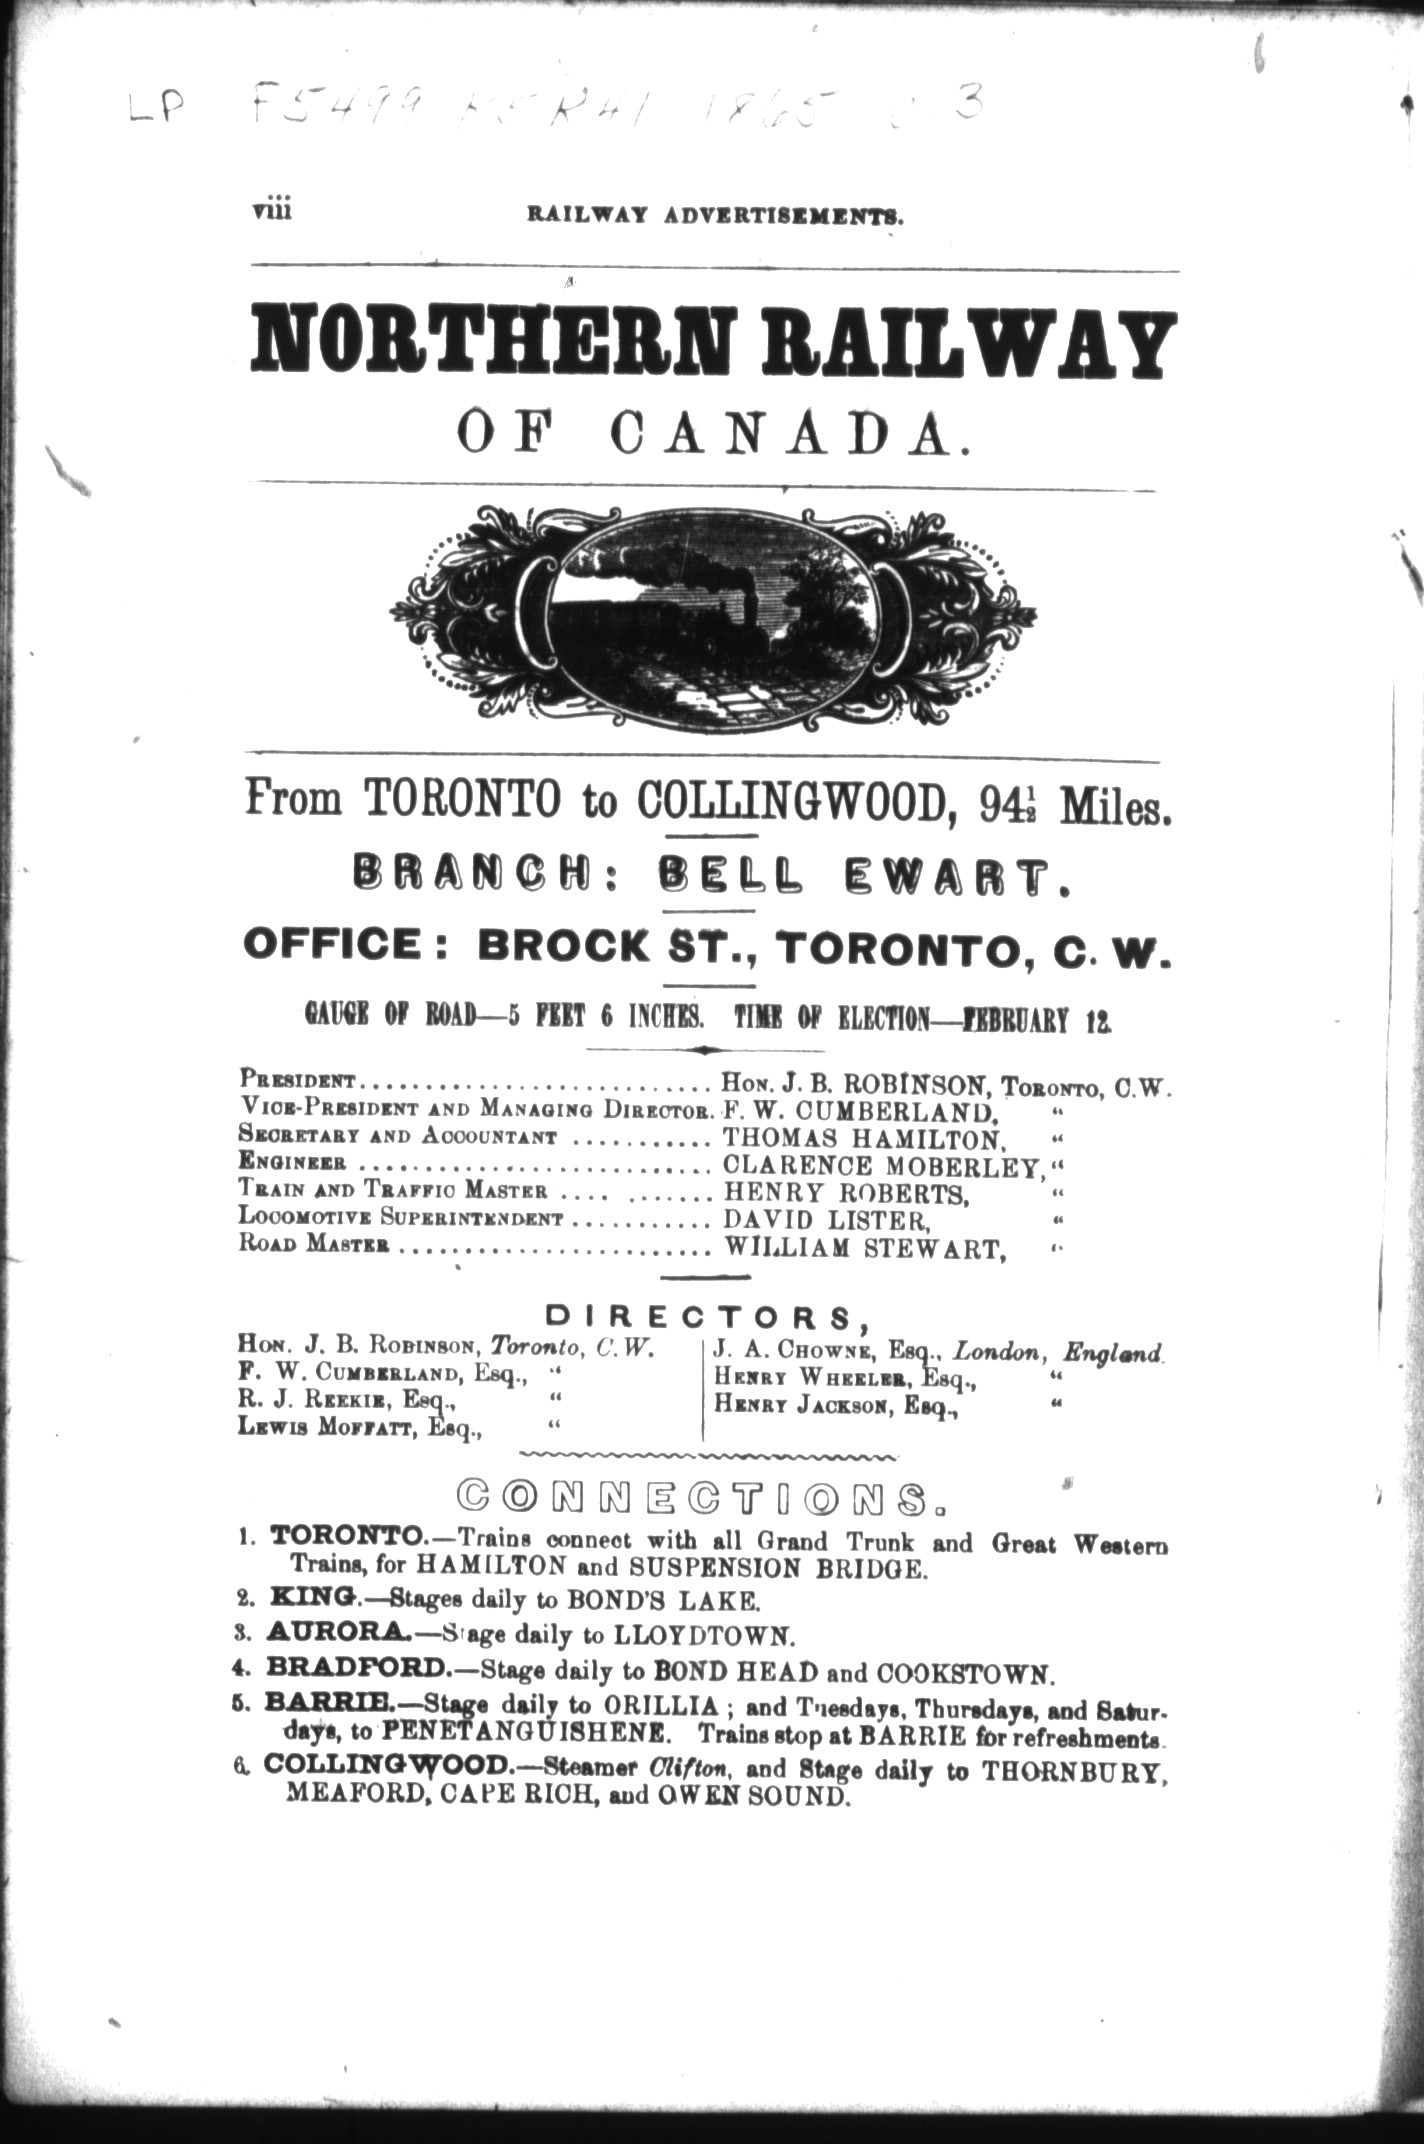 LP F5499 R5 R41 1865 c. 3
viii RAILWAY ADVERTISEMENTS.
NORTHERN RAILWAY
OF CANADA.
From TORONTO to COLLINGWOOD, 94½ Miles.
BRANCH: BELL EWART.
OFFICE: BROCK ST., TORONTO, C. W.
GAUGE OF ROAD—5 FEET 6 INCHES. TIME OF ELECTION—FEBRUARY 12.
PRESIDENT........................... HON. J. B. ROBINSON, TORONTO, C.W.
VICE-PRESIDENT AND MANAGING DIRECTOR. F. W. CUMBERLAND, "
SECRETARY AND ACCOUNTANT ........... THOMAS HAMILTON, "
ENGINEER ........................... CLARENCE MOBERLEY, "
TRAIN AND TRAFFIC MASTER .... ....... HENRY ROBERTS, "
LOCOMOTIVE SUPERINTENDENT ........... DAVID LISTER, "
ROAD MASTER ........................ WILLIAM STEWART, "
DIRECTORS,
HON. J. B. ROBINSON, Toronto, C. W.
F. W. CUMBERLAND, Esq., "
R. J. REEKIE, Esq., "
LEWIS MOFFATT, Esq., "
J. A. CHOWNE, Esq., London, England.
HENRY WHEELER, Esq., "
HENRY JACKSON, Esq., "
CONNECTIONS.
1. TORONTO.—Trains connect with all Grand Trunk and Great Western
Trains, for HAMILTON and SUSPENSION BRIDGE.
2. KING.—Stages daily to BOND'S LAKE.
3. AURORA.—Stage daily to LLOYDTOWN.
4. BRADFORD.—Stage daily to BOND HEAD and COOKSTOWN.
5. BARRIE.—Stage daily to ORILLIA; and Tuesdays, Thursdays, and Satur-
days, to PENETANGUISHENE. Trains stop at BARRIE for refreshments.
6. COLLINGWOOD.—Steamer Clifton, and Stage daily to THORNBURY,
MEAFORD, CAPE RICH, and OWEN SOUND.